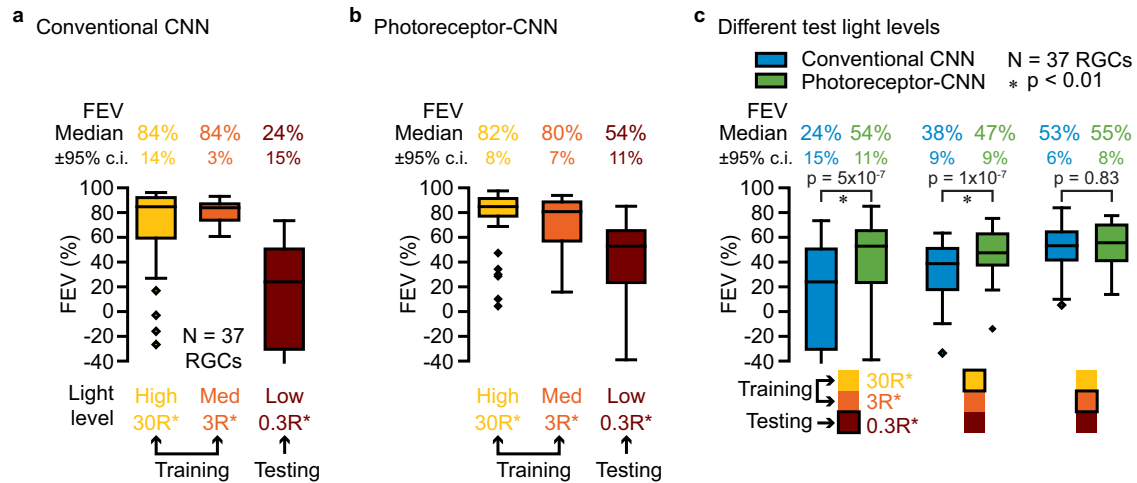 a Conventional CNN
FEV
Median 84% 84% 24%
±95% c.i. 14% 3% 15%
100
80
60
40
20
0
-20
-40
FEV (%)
N = 37
RGCs
Light level
High Med Low
30R* 3R* 0.3R*
Training Testing
b Photoreceptor-CNN
FEV
Median 82% 80% 54%
±95% c.i. 8% 7% 11%
100
80
60
40
20
0
-20
-40
FEV (%)
Light level
High Med Low
30R* 3R* 0.3R*
Training Testing
c Different test light levels
Conventional CNN N = 37 RGCs
Photoreceptor-CNN * p < 0.01
FEV
Median 24% 54% 38% 47% 53% 55%
±95% c.i. 15% 11% 9% 9% 6% 8%
p = 5x10-7 p = 1x10-7 p = 0.83
* *
100
80
60
40
20
0
-20
-40
FEV (%)
Training 30R*
3R*
Testing 0.3R*